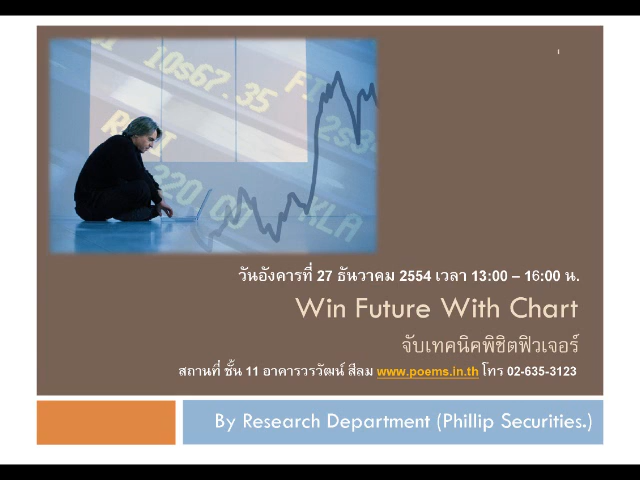 10s67.35
วันอังคารที่ 27 ธันวาคม 2554 เวลา 13:00 – 16:00 น.
Win Future With Chart
จับเทคนิคพิชิตฟิวเจอร์
สถานที่ ชั้น 11 อาคารวรวัฒน์ สีลม www.poems.in.th โทร 02-635-3123
By Research Department (Phillip Securities.)